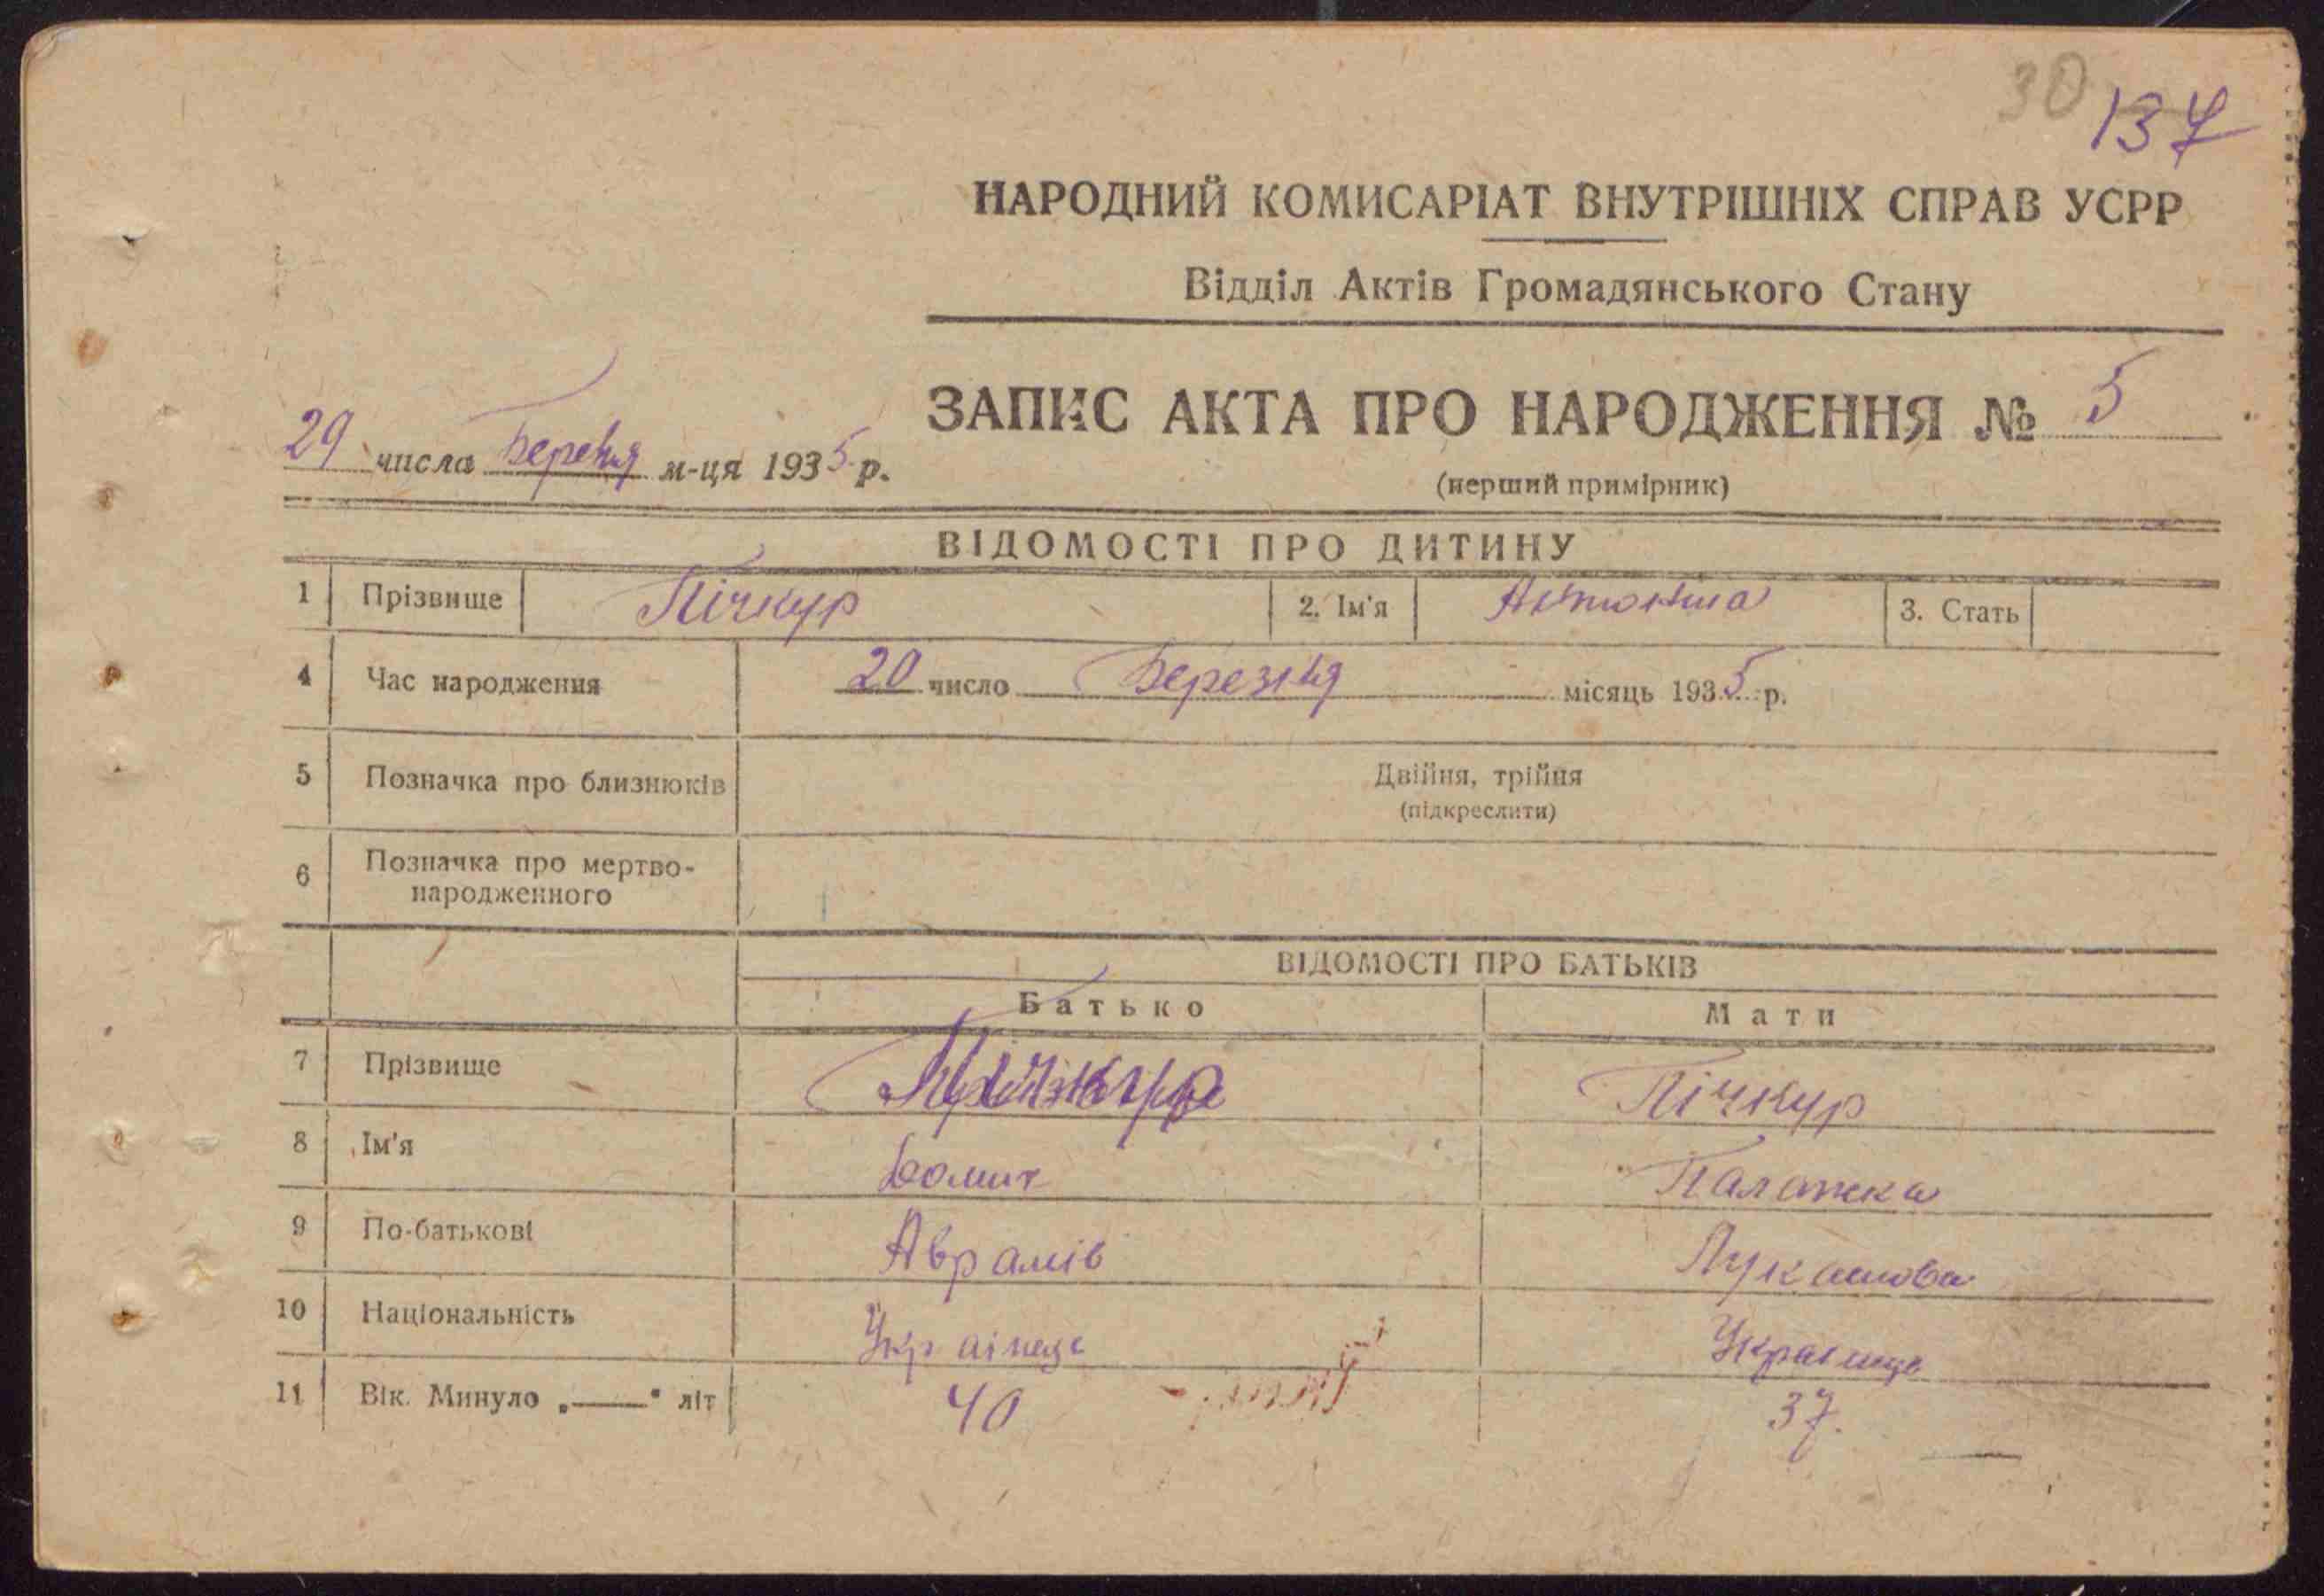 30 137
НАРОДНИЙ КОМИСАРІАТ ВНУТРІШНІХ СПРАВ УСРР
Відділ Актів Громадянського Стану
ЗАПИС АКТА ПРО НАРОДЖЕННЯ № 5
29 числа м-ця 1935 р.
(перший примірник)
ВІДОМОСТІ ПРО ДИТИНУ
1 Прізвище Пічкур 2. Ім'я Антоніна 3. Стать
4 Час народження 20 число Березня місяць 1935 р.
5 Позначка про близнюків Двійня, трійня
(підкреслити)
6 Позначка про мертво-
народженного
ВІДОМОСТІ ПРО БАТЬКІВ
Батько Мати
7 Прізвище Пічкур
8 Ім'я Палажка
9 По-батькові Аврамів
10 Національність
11 Вік. Минуло „——" літ 40 37.